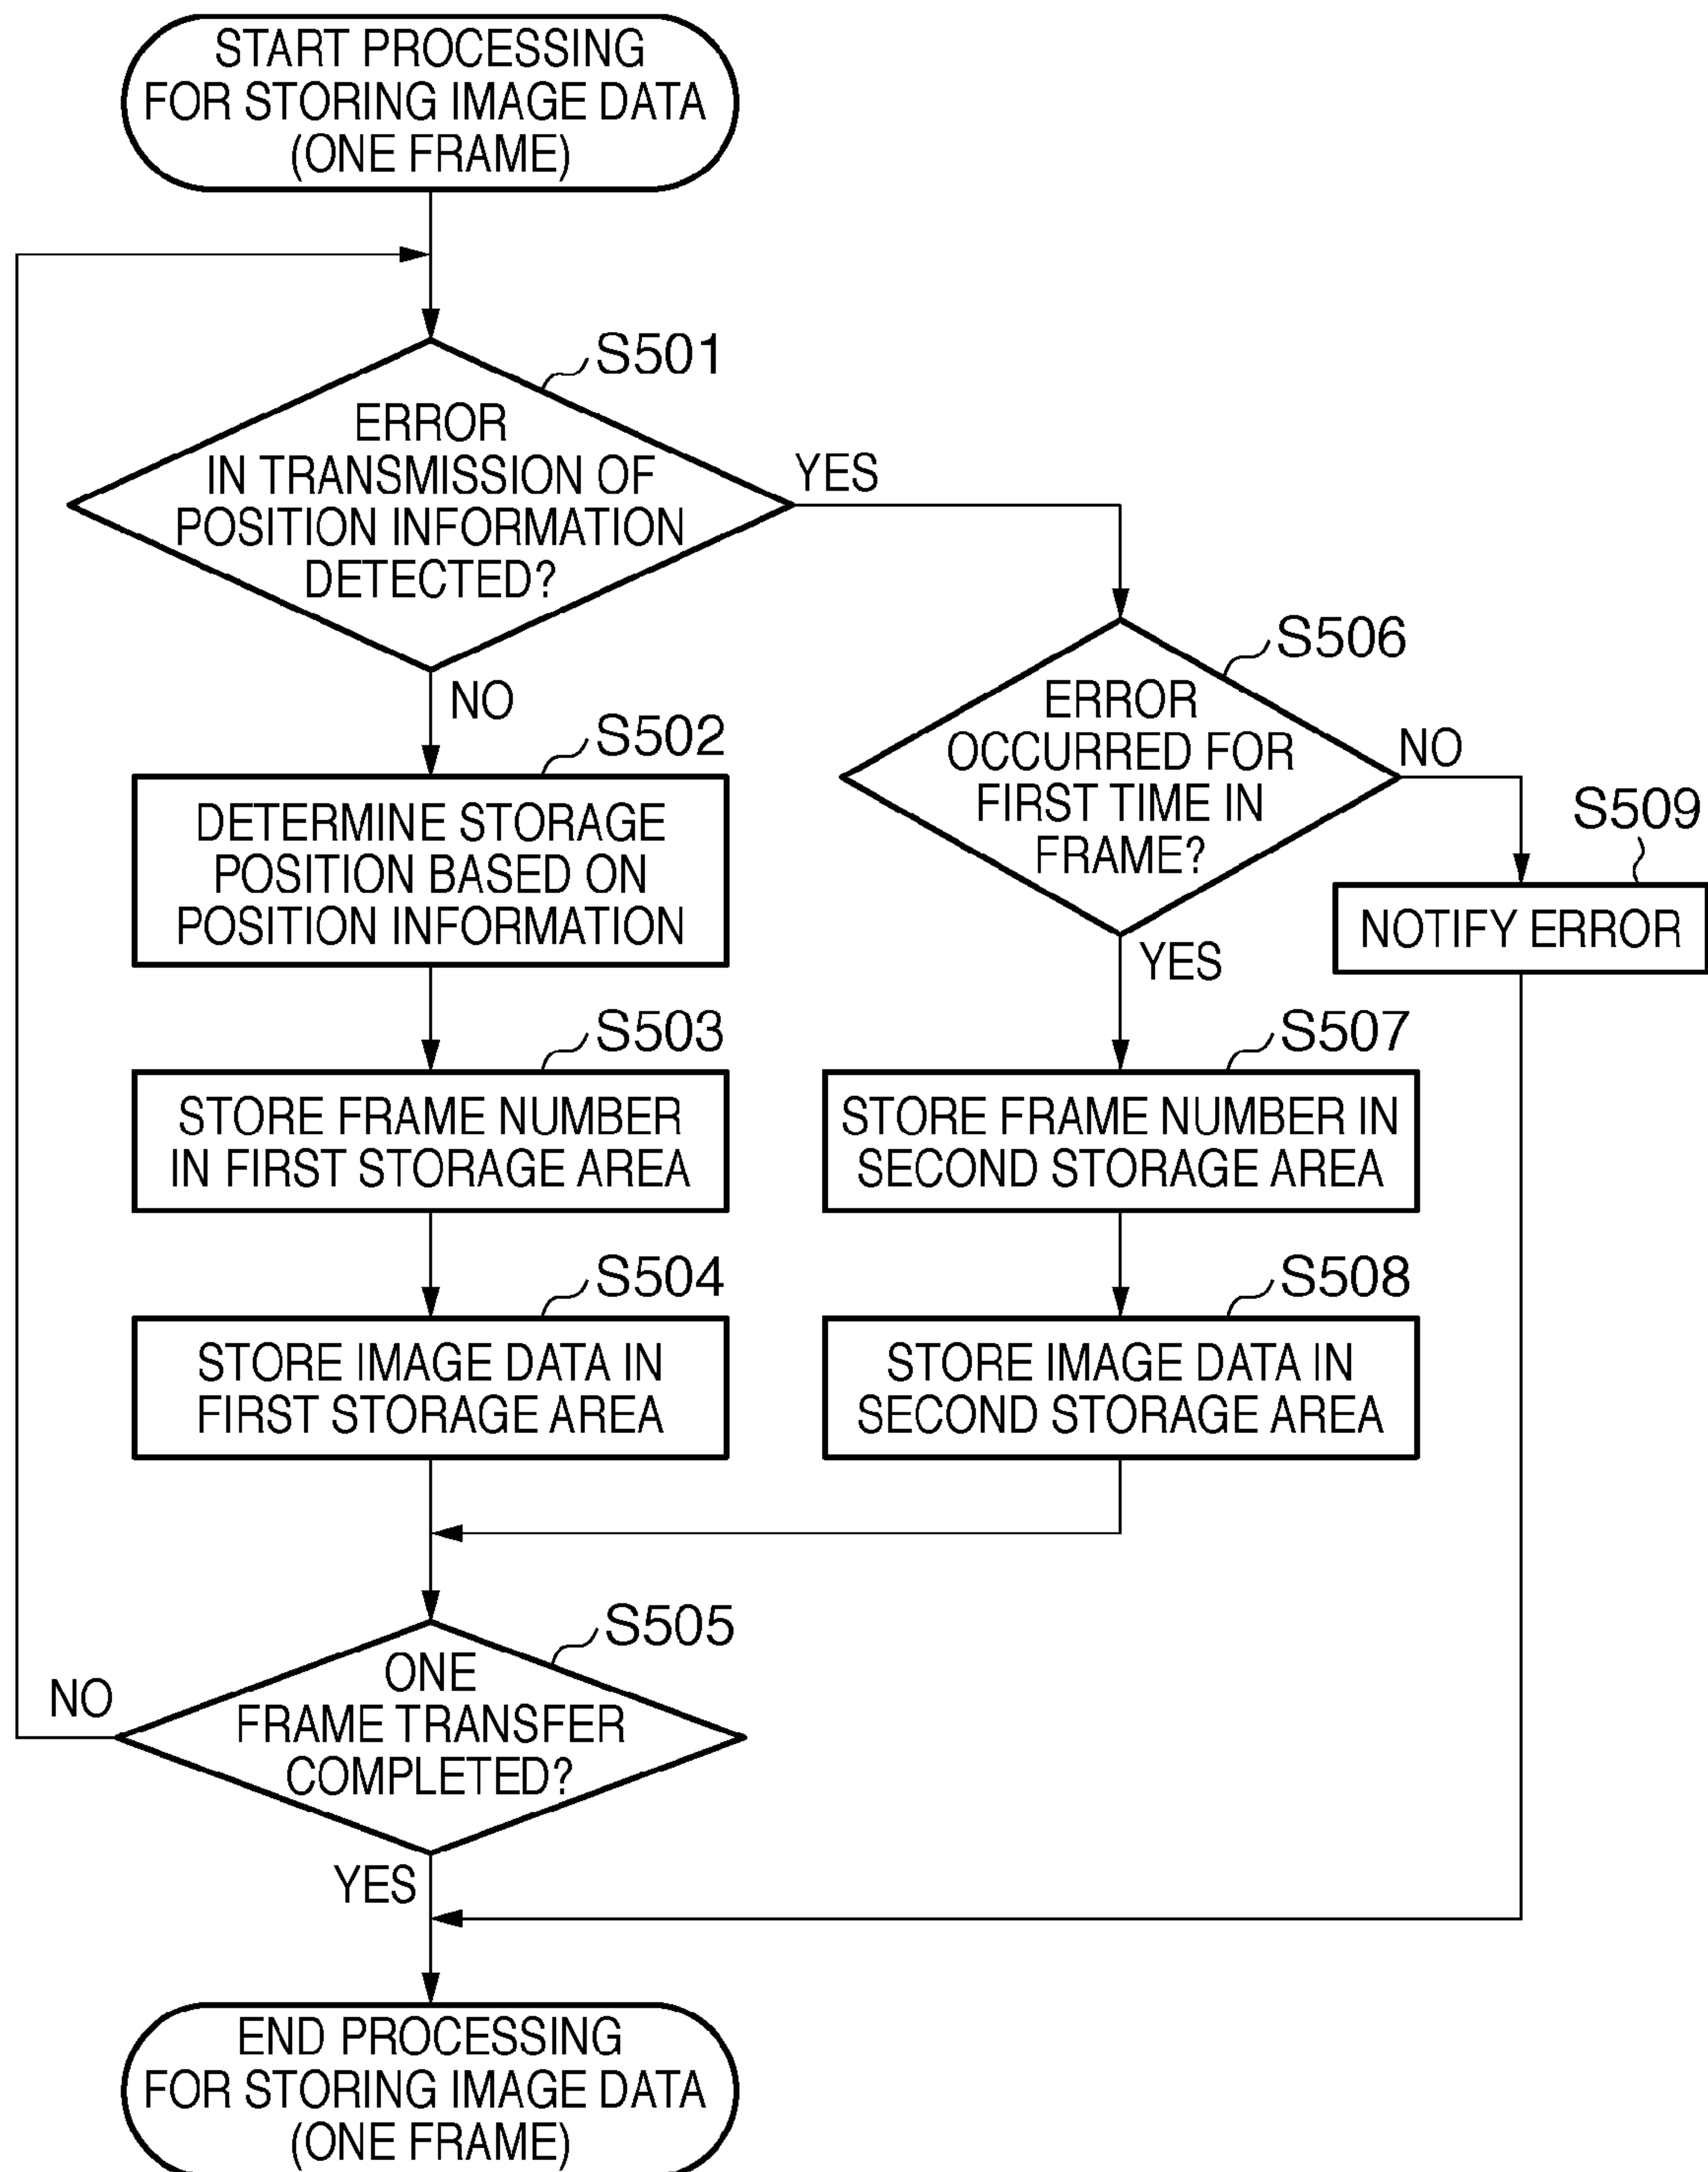 START PROCESSING
FOR STORING IMAGE DATA
(ONE FRAME)
S501
ERROR
IN TRANSMISSION OF
POSITION INFORMATION
DETECTED?
YES
NO
S506
ERROR
OCCURRED FOR
FIRST TIME IN
FRAME?
NO
YES
S509
NOTIFY ERROR
S502
DETERMINE STORAGE
POSITION BASED ON
POSITION INFORMATION
S503
STORE FRAME NUMBER
IN FIRST STORAGE AREA
S507
STORE FRAME NUMBER IN
SECOND STORAGE AREA
S504
STORE IMAGE DATA IN
FIRST STORAGE AREA
S508
STORE IMAGE DATA IN
SECOND STORAGE AREA
S505
ONE
FRAME TRANSFER
COMPLETED?
NO
YES
END PROCESSING
FOR STORING IMAGE DATA
(ONE FRAME)